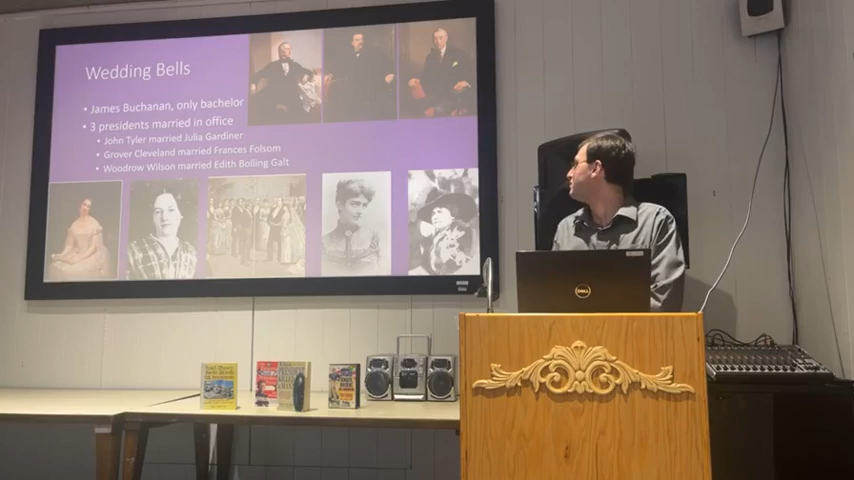 Wedding Bells
• James Buchanan, only bachelor
• 3 presidents married in office
• John Tyler married Julia Gardiner
• Grover Cleveland married Frances Folsom
• Woodrow Wilson married Edith Bolling Galt
DELL